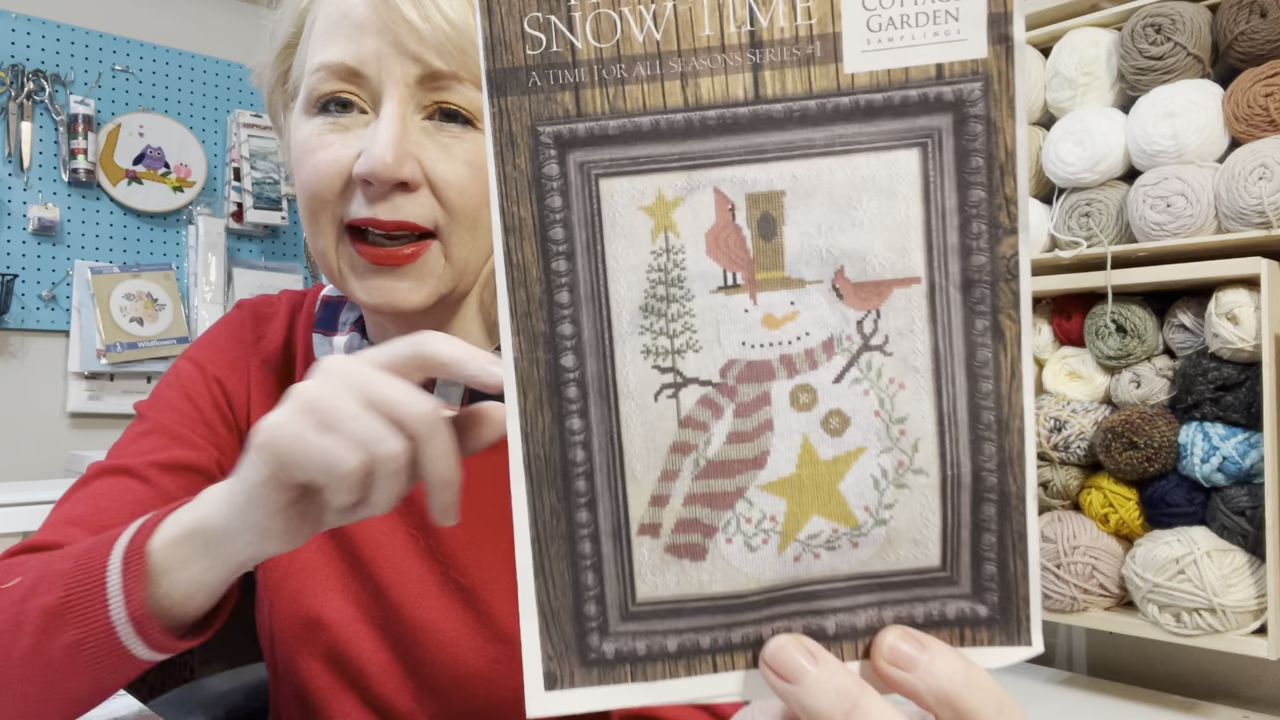 SNOW TIME
A TIME FOR ALL SEASONS SERIES #1
COTTAGE
GARDEN
SAMPLINGS
Wildflowers